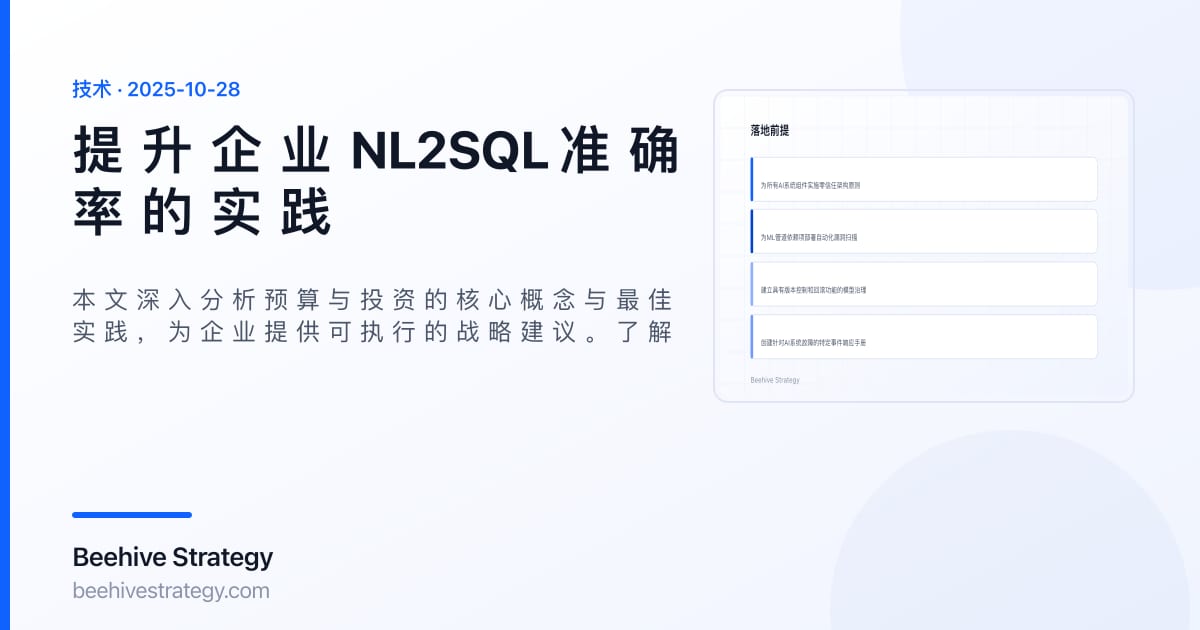 技术 · 2025-10-28
提升企业NL2SQL准确
率的实践
本文深入分析预算与投资的核心概念与最佳
实践，为企业提供可执行的战略建议。了解
落地前提
为所有AI系统组件实施零信任架构原则
为ML管道依赖项部署自动化漏洞扫描
建立具有版本控制和回滚功能的模型治理
创建针对AI系统故障的特定事件响应手册
Beehive Strategy
Beehive Strategy
beehivestrategy.com